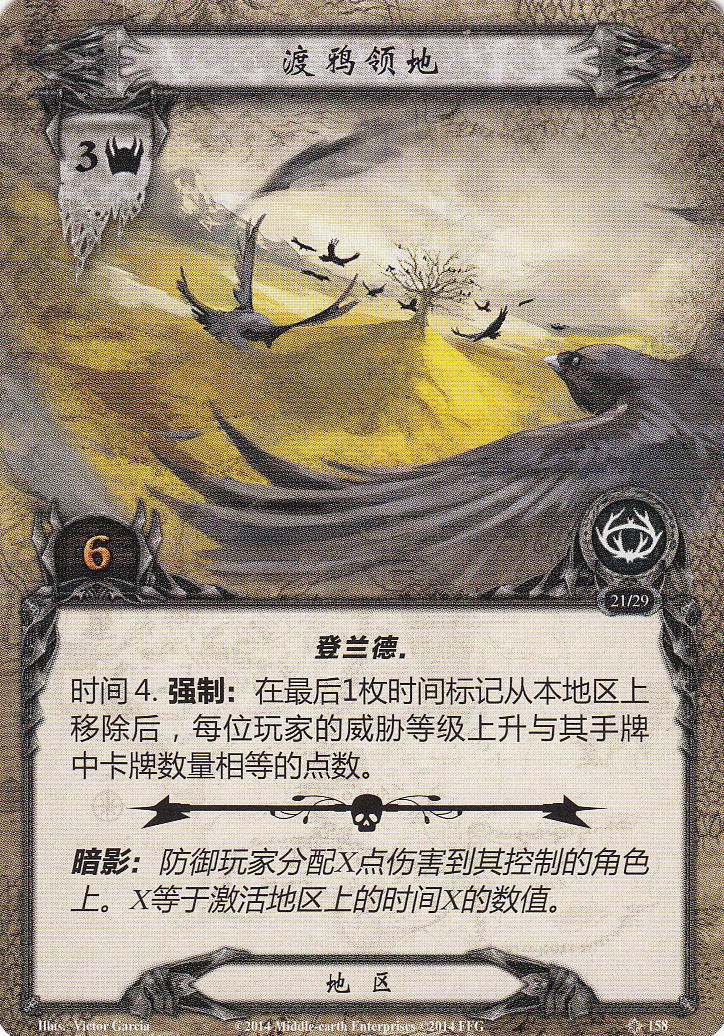 渡鸦领地
3
6
21/29
登兰德.
时间 4. 强制：在最后1枚时间标记从本地区上
移除后，每位玩家的威胁等级上升与其手牌
中卡牌数量相等的点数。
暗影：防御玩家分配X点伤害到其控制的角色
上。X等于激活地区上的时间X的数值。
地区
Illus. Victor Garcia
©2014 Middle-earth Enterprises ©2014 FFG
158